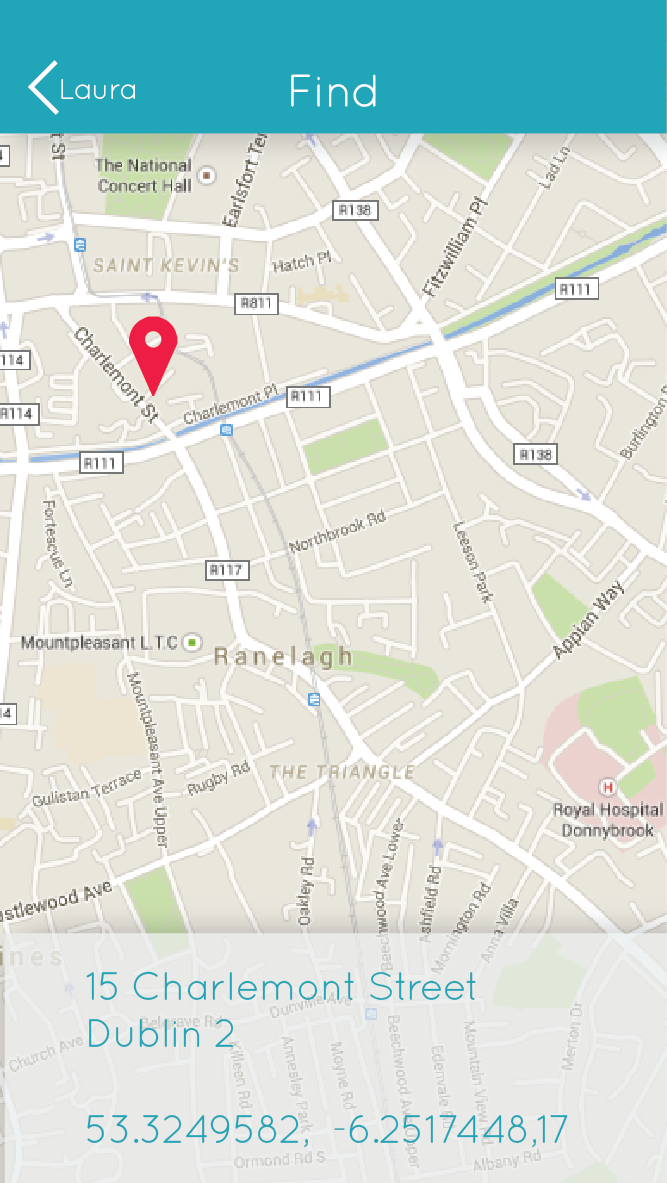 Laura
Find
t St
The National
Concert Hall
Earlsfort Ter
Lad Ln
R138
Fitzwilliam Pl
SAINT KEVIN'S
Hatch Pl
R111
R811
Charlemont St
114
Charlemont Pl
R111
R114
Burlington
R111
R138
Fortescue Ln
Northbrook Rd
Leeson Park
R117
Appian Way
Mountpleasant L.T.C
Ranelagh
Mountpleasant Ave Upper
14
THE TRIANGLE
Rugby Rd
Gulistan Terrace
H
Royal Hospital
Donnybrook
Oakley Rd
Beechwood Ave Lower
Ashfield Rd
Mornington Rd
Anna Villa
astlewood Ave
ines
15 Charlemont Street
Dunville Ave
Belgrave Rd
Dublin 2
Church Ave
Killeen Rd
Annesley Park
Moyne Rd
Beechwood Ave Upper
Edenvale Rd
Mountain View Rd
Merton Dr
53.3249582, -6.2517448,17
Ormond Rd S
Albany Rd